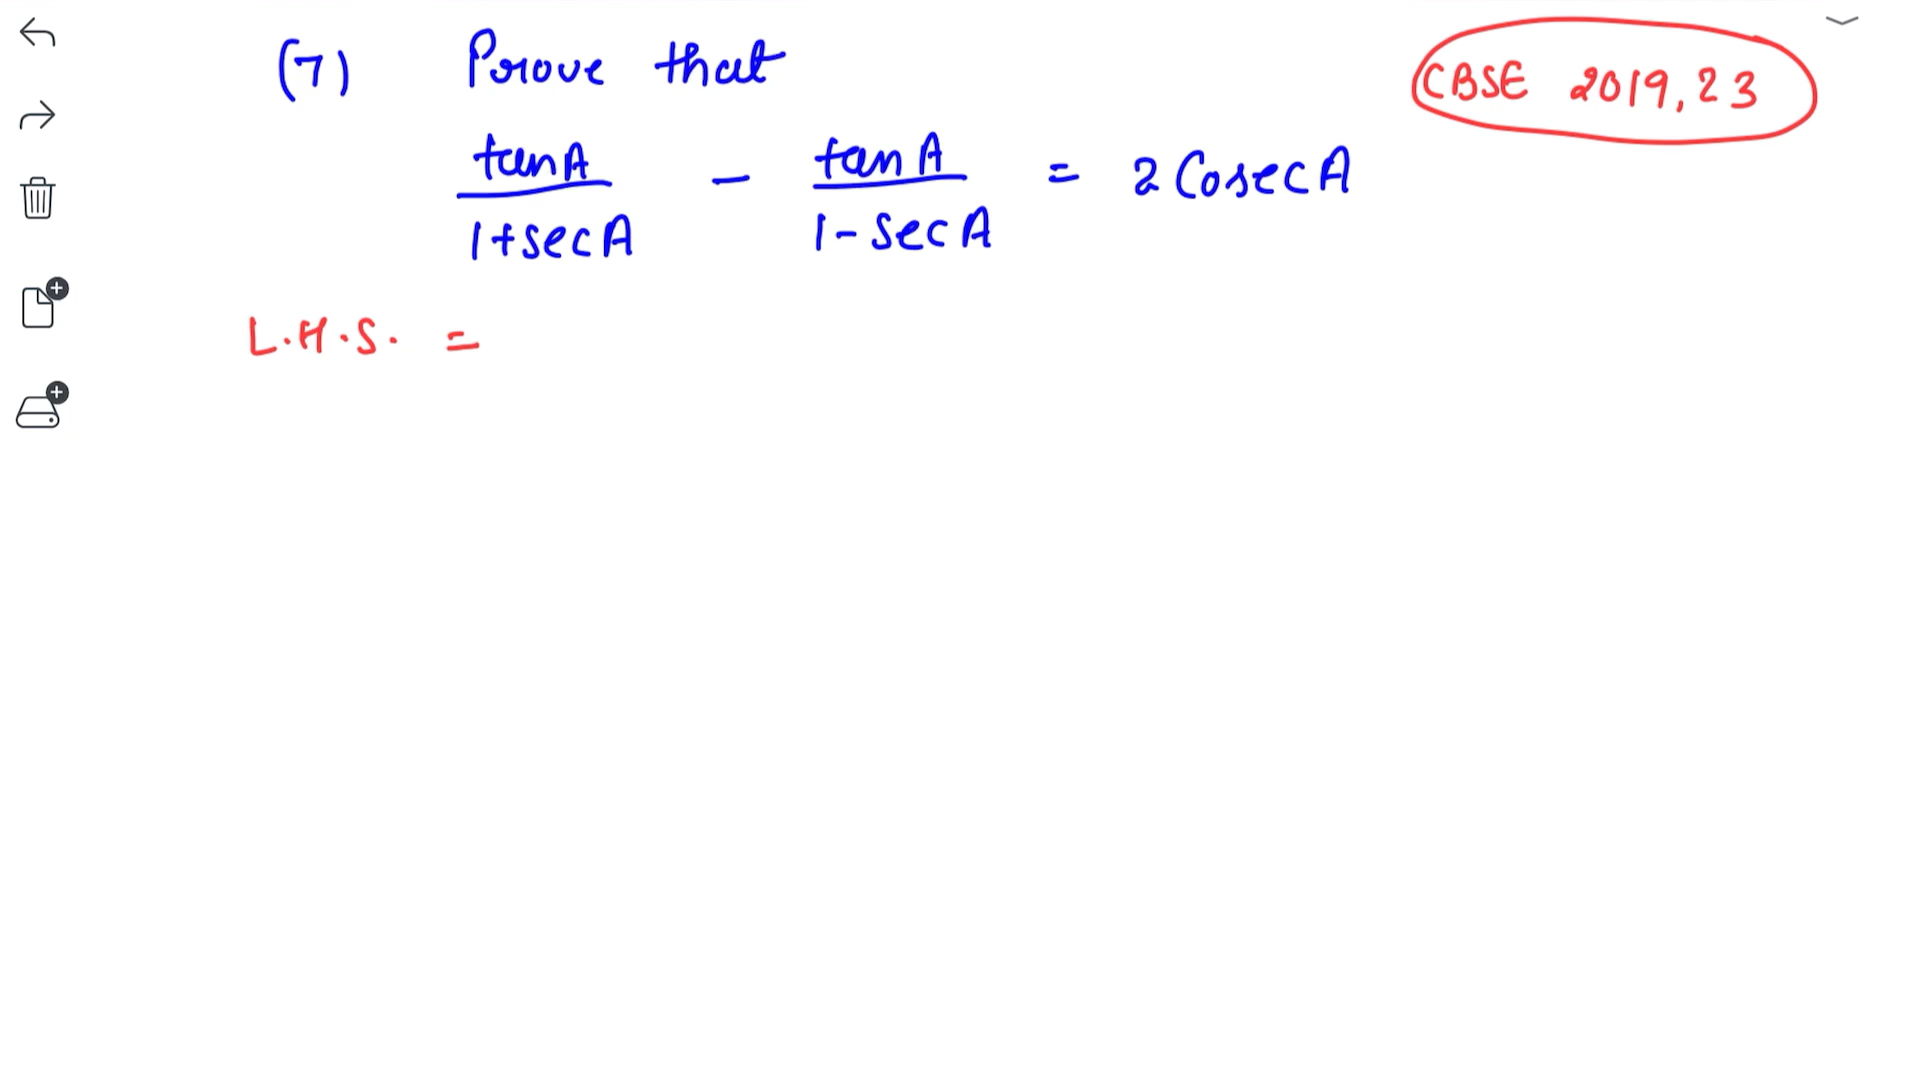 (7) Prove that CBSE 2019, 23
tanA/1+secA - tanA/1-secA = 2 CosecA
L.H.S. =